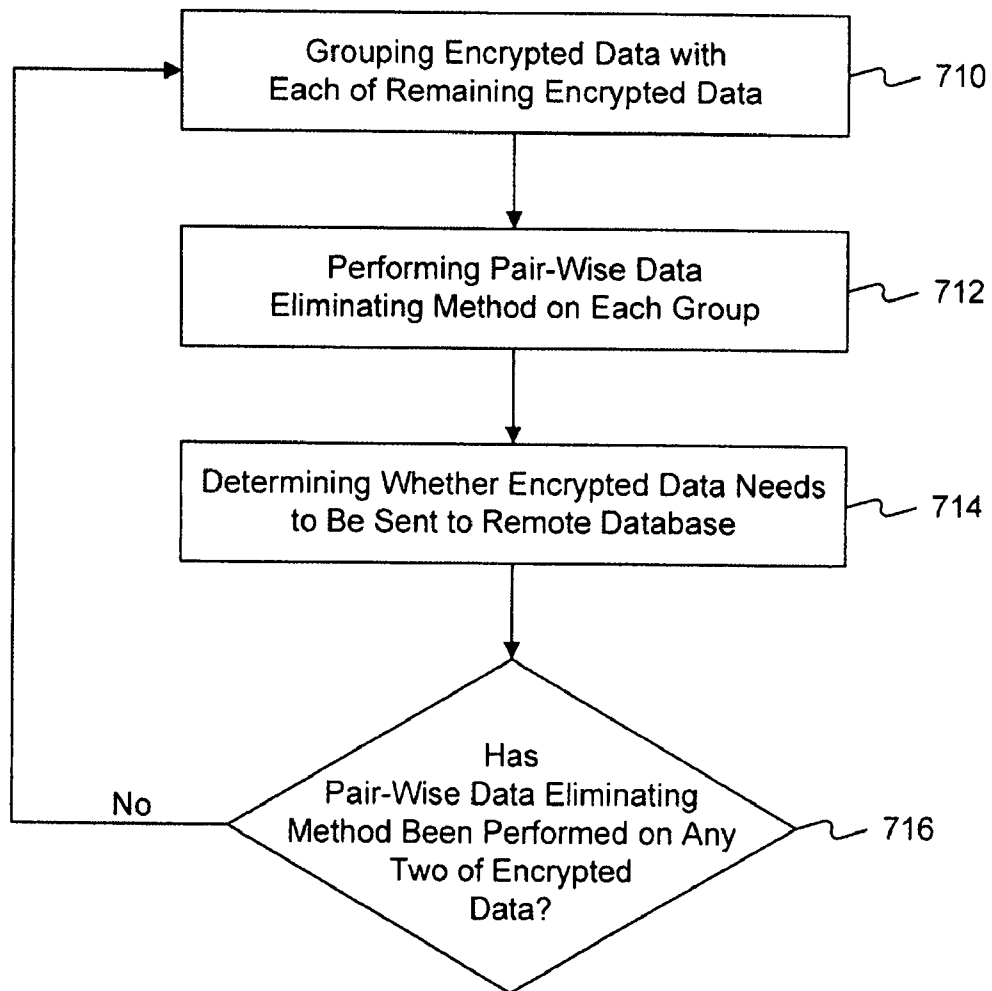 Grouping Encrypted Data with
Each of Remaining Encrypted Data
710
Performing Pair-Wise Data
Eliminating Method on Each Group
712
Determining Whether Encrypted Data Needs
to Be Sent to Remote Database
714
Has
Pair-Wise Data Eliminating
Method Been Performed on Any
Two of Encrypted
Data?
716
No